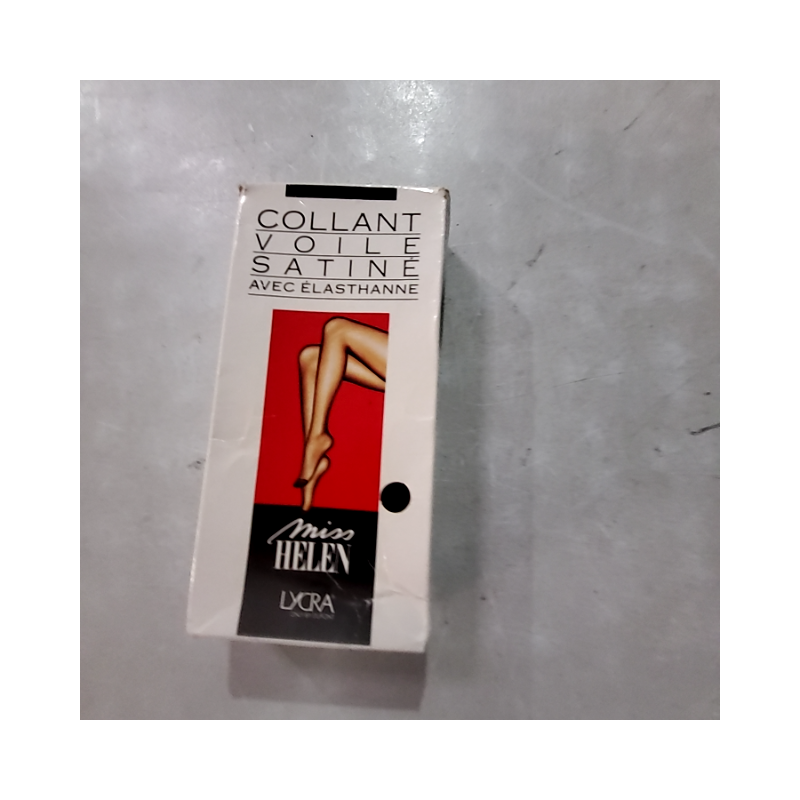 COLLANT
VOILE
SATINÉ
AVEC ÉLASTHANNE
miss
HELEN
LYCRA